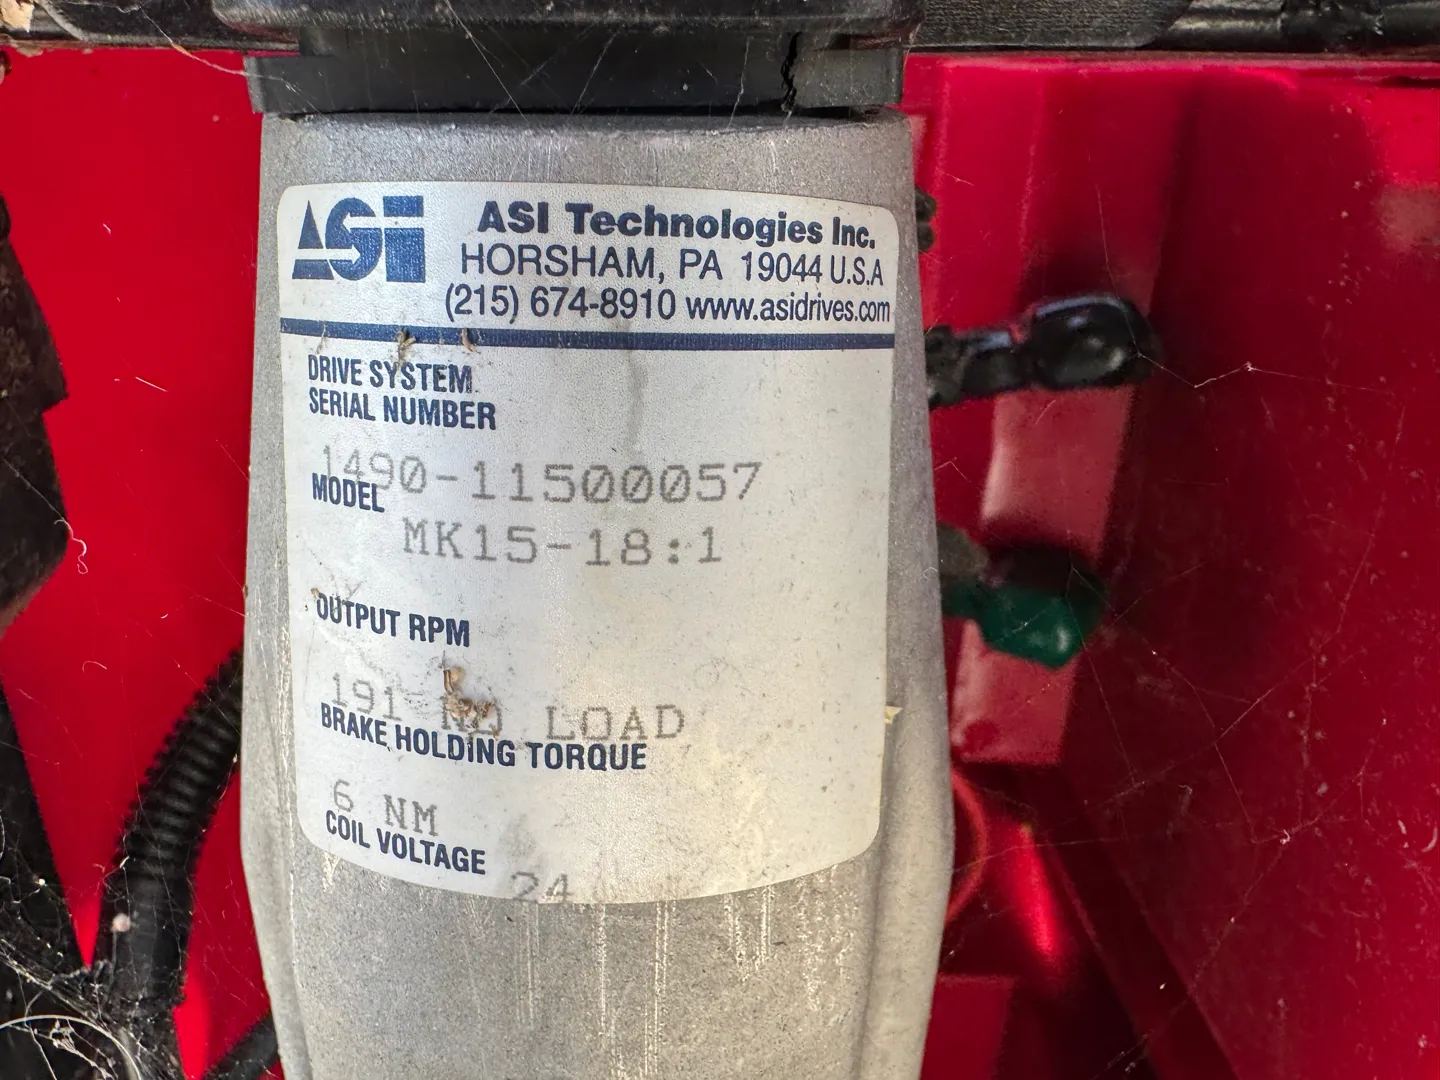 ASI
ASI Technologies Inc.
HORSHAM, PA 19044 U.S.A
(215) 674-8910 www.asidrives.com
DRIVE SYSTEM
SERIAL NUMBER
1490-11500057
MODEL
MK15-18:1
OUTPUT RPM
191 NO LOAD
BRAKE HOLDING TORQUE
6 NM
COIL VOLTAGE
24